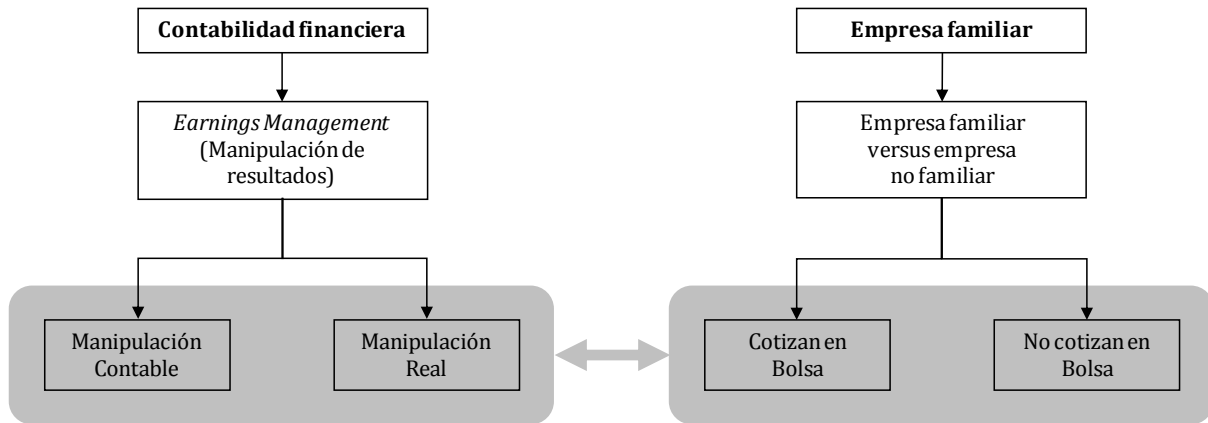 Contabilidad financiera
Earnings Management
(Manipulación de
resultados)
Manipulación
Contable
Manipulación
Real
Empresa familiar
Empresa familiar
versus empresa
no familiar
Cotizan en
Bolsa
No cotizan en
Bolsa